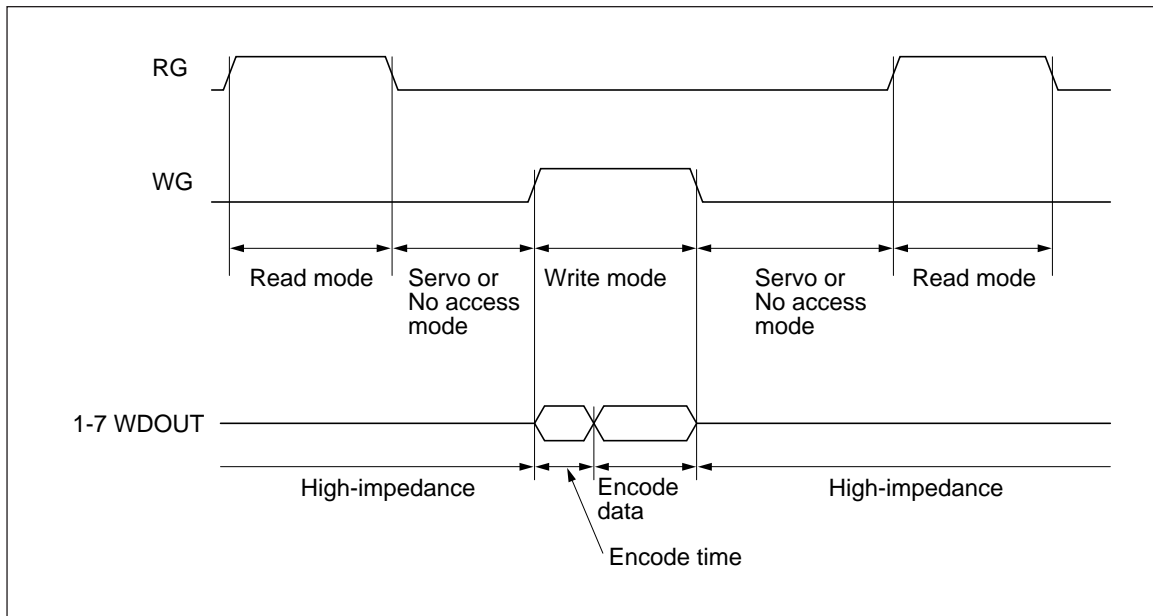 RG
WG
Read mode
Servo or
No access
mode
Write mode
Servo or
No access
mode
Read mode
1-7 WDOUT
High-impedance
Encode
data
High-impedance
Encode time